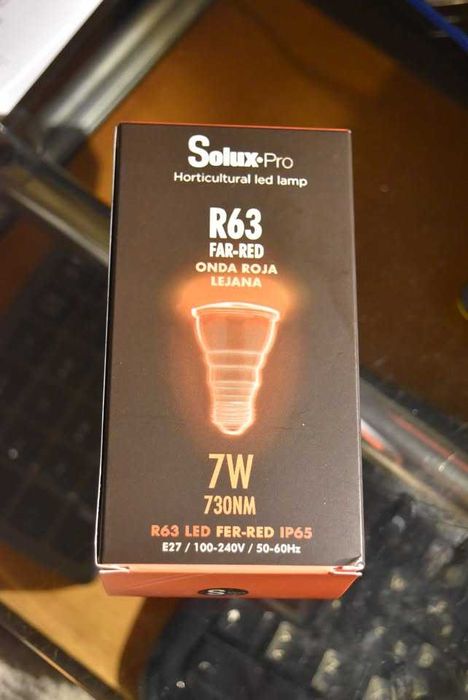 Solux•Pro
Horticultural led lamp
R63
FAR-RED
ONDA ROJA
LEJANA
7W
730NM
R63 LED FER-RED IP65
E27 / 100-240V / 50-60Hz